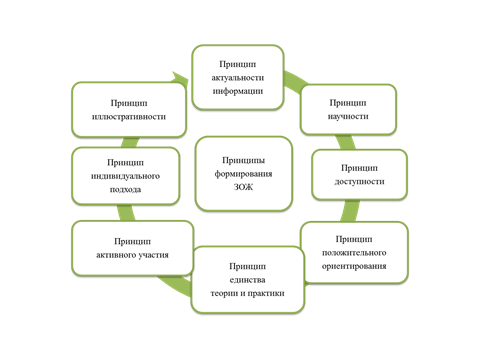 Принцип
актуальности
информации
Принцип
научности
Принцип
доступности
Принцип
положительного
ориентирования
Принцип
единства
теории и практики
Принцип
активного участия
Принцип
индивидуального
подхода
Принцип
иллюстративности
Принципы
формирования
ЗОЖ